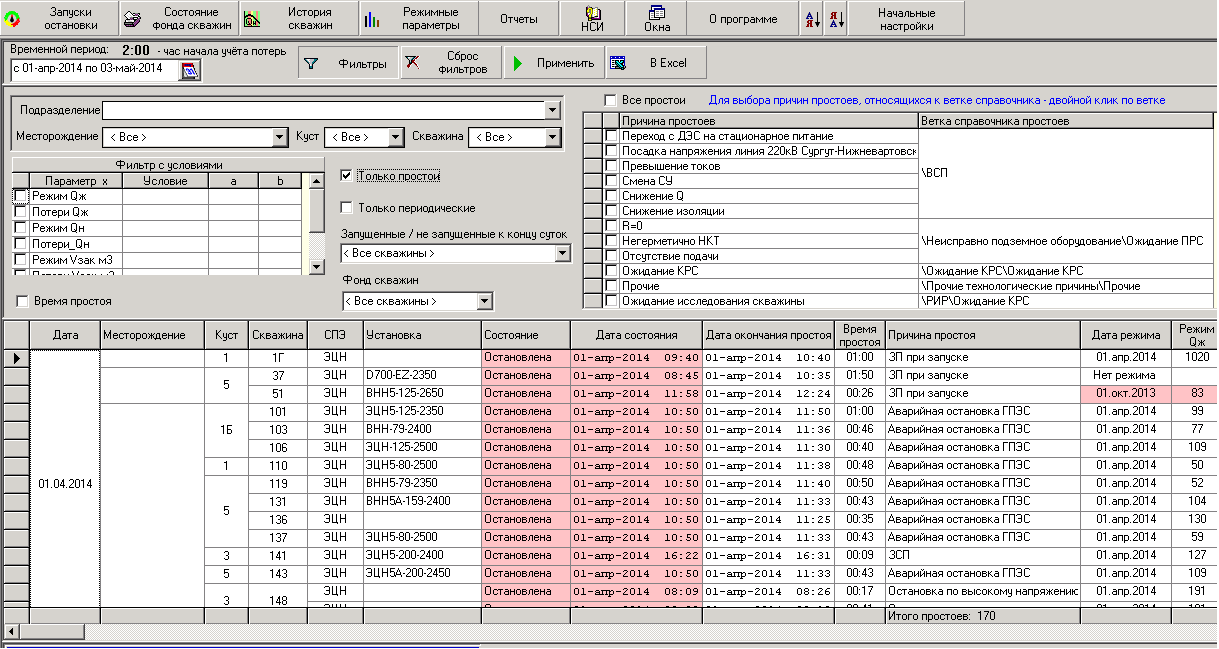 Запуски остановки
Состояние фонда скважин
История скважин
Режимные параметры
Отчеты
НСИ
Окна
О программе
А Я
Я А
Начальные настройки
Временной период: 2:00 - час начала учёта потерь
с 01-апр-2014 по 03-май-2014
Фильтры
Сброс фильтров
Применить
В Excel
Подразделение
Месторождение < Все > Куст < Все > Скважина < Все >
Фильтр с условиями
Параметр x Условие a b
Режим Qж
Потери Qж
Режим Qн
Потери_Qн
Режим Vзак м3
Время простоя
Только простои
Только периодические
Запущенные / не запущенные к концу суток
< Все скважины >
Фонд скважин
< Все скважины >
Все простои Для выбора причин простоев, относящихся к ветке справочника - двойной клик по ветке
Причина простоев Ветка справочника простоев
Переход с ДЭС на стационарное питание
Посадка напряжения линия 220кВ Сургут-Нижневартовск
Превышение токов
\ВСП
Смена СУ
Снижение Q
Снижение изоляции
R=0
Негерметично НКТ \Неисправно подземное оборудование\Ожидание ПРС
Отсутствие подачи
Ожидание КРС \Ожидание КРС\Ожидание КРС
Прочие \Прочие технологические причины\Прочие
Ожидание исследования скважины \РИР\Ожидание КРС
Дата Месторождение Куст Скважина СПЭ Установка Состояние Дата состояния Дата окончания простоя Время простоя Причина простоя Дата режима Режим Qж
1 1Г ЭЦН Остановлена 01-апр-2014 09:40 01-апр-2014 10:40 01:00 ЗП при запуске 01.апр.2014 1020
5 37 ЭЦН D700-EZ-2350 Остановлена 01-апр-2014 08:45 01-апр-2014 10:35 01:50 ЗП при запуске Нет режима
51 ЭЦН ВНН5-125-2650 Остановлена 01-апр-2014 11:58 01-апр-2014 12:24 00:26 ЗП при запуске 01.окт.2013 83
101 ЭЦН ЭЦН5-125-2350 Остановлена 01-апр-2014 10:50 01-апр-2014 11:50 01:00 Аварийная остановка ГПЭС 01.апр.2014 99
1Б 103 ЭЦН ВНН-79-2400 Остановлена 01-апр-2014 10:50 01-апр-2014 11:36 00:46 Аварийная остановка ГПЭС 01.апр.2014 77
106 ЭЦН ЭЦН-125-2500 Остановлена 01-апр-2014 10:50 01-апр-2014 11:30 00:40 Аварийная остановка ГПЭС 01.апр.2014 109
1 110 ЭЦН ЭЦН5-80-2500 Остановлена 01-апр-2014 10:50 01-апр-2014 11:38 00:48 Аварийная остановка ГПЭС 01.апр.2014 50
01.04.2014 119 ЭЦН ВНН5-79-2350 Остановлена 01-апр-2014 10:50 01-апр-2014 11:40 00:50 Аварийная остановка ГПЭС 01.апр.2014 52
5 131 ЭЦН ВНН5А-159-2400 Остановлена 01-апр-2014 10:50 01-апр-2014 11:33 00:43 Аварийная остановка ГПЭС 01.апр.2014 104
136 ЭЦН Остановлена 01-апр-2014 10:50 01-апр-2014 11:25 00:35 Аварийная остановка ГПЭС 01.апр.2014 130
137 ЭЦН ЭЦН5-80-2500 Остановлена 01-апр-2014 10:50 01-апр-2014 11:33 00:43 Аварийная остановка ГПЭС 01.апр.2014 59
3 141 ЭЦН ЭЦН5-200-2400 Остановлена 01-апр-2014 16:22 01-апр-2014 16:31 00:09 ЗСП 01.апр.2014 127
5 143 ЭЦН ЭЦН5А-200-2450 Остановлена 01-апр-2014 10:50 01-апр-2014 11:33 00:43 Аварийная остановка ГПЭС 01.апр.2014 109
3 148 ЭЦН Остановлена 01-апр-2014 08:09 01-апр-2014 08:26 00:17 Остановка по высокому напряжению 01.апр.2014 191
Итого простоев: 170